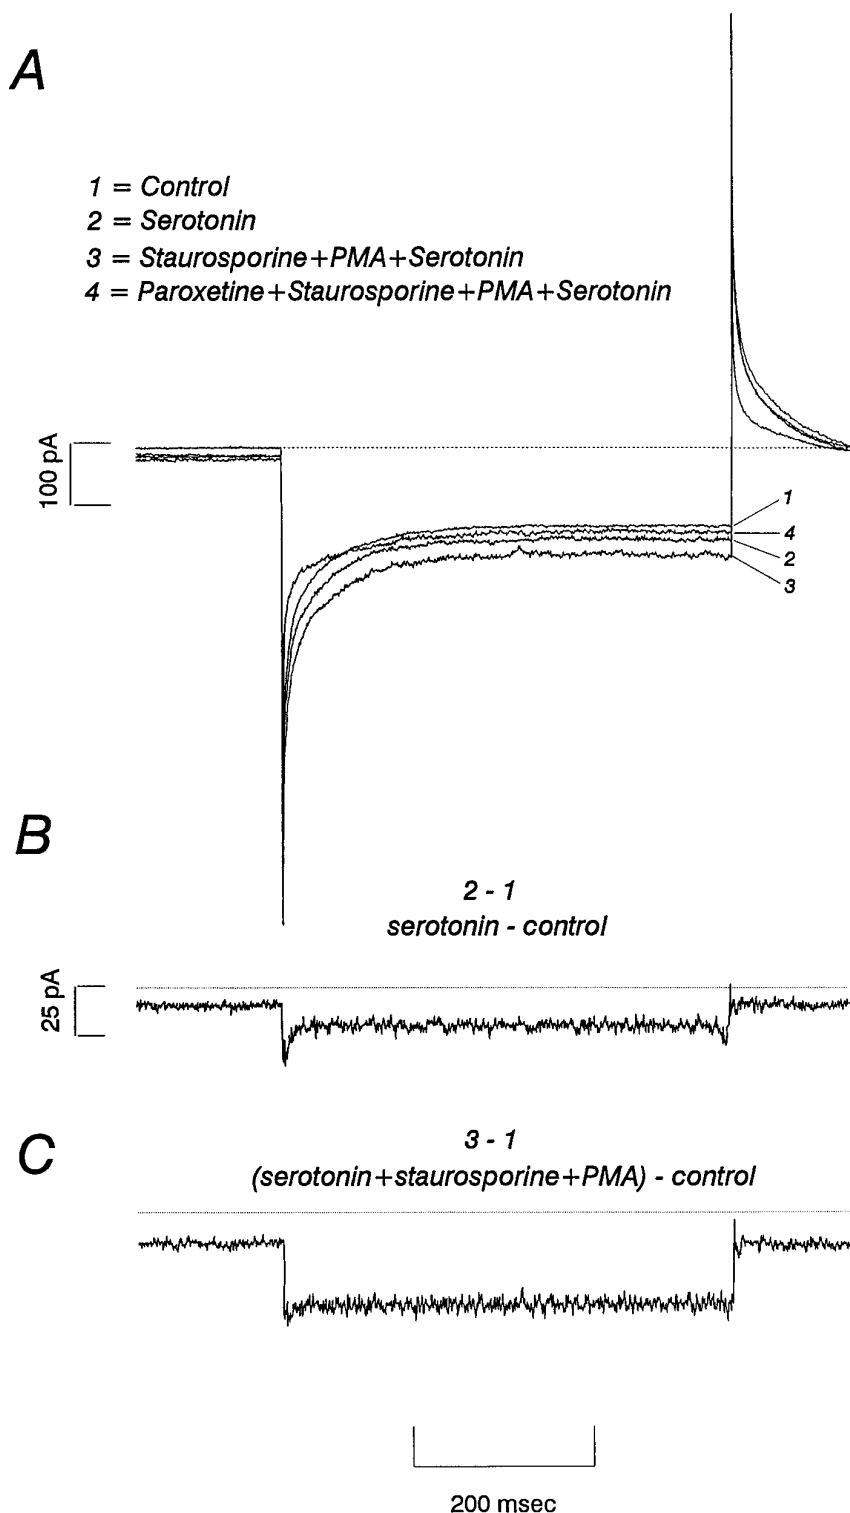 A
1 = Control
2 = Serotonin
3 = Staurosporine+PMA+Serotonin
4 = Paroxetine+Staurosporine+PMA+Serotonin
100 pA
1
4
2
3
B
2 - 1
serotonin - control
25 pA
C
3 - 1
(serotonin+staurosporine+PMA) - control
200 msec